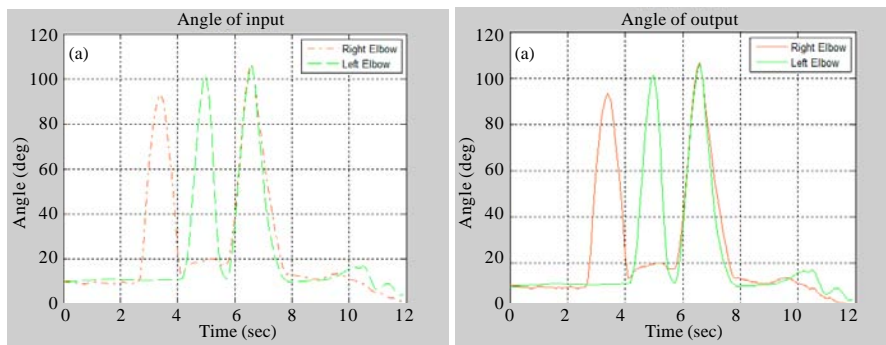 Angle of input
120
100
80
60
40
20
0
(a)
Right Elbow
Left Elbow
Angle (deg)
0 2 4 6 8 10 12
Time (sec)
Angle of output
120
100
80
60
40
20
0
(a)
Right Elbow
Left Elbow
Angle (deg)
0 2 4 6 8 10 12
Time (sec)